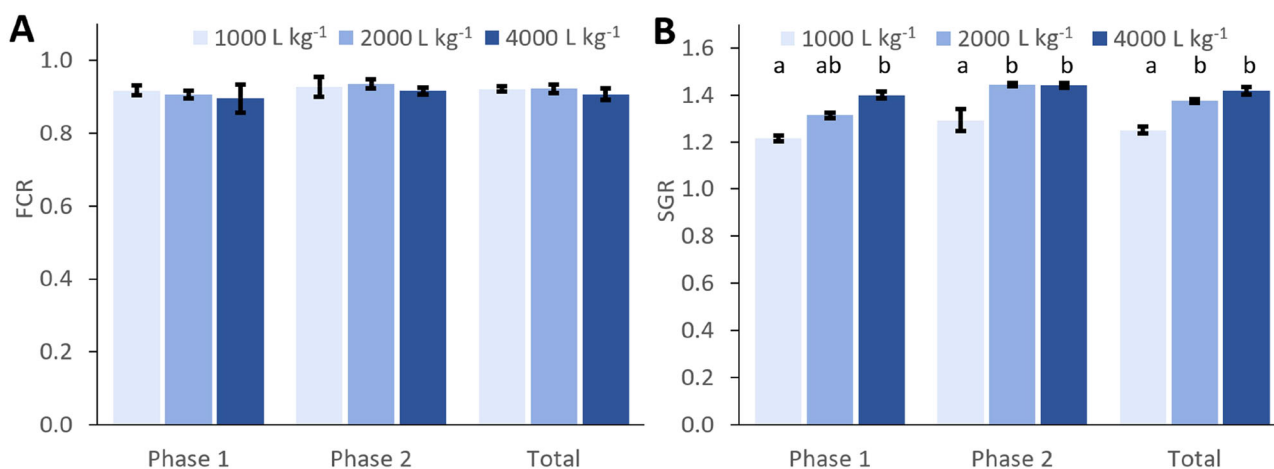 A
1000 L kg⁻¹ 2000 L kg⁻¹ 4000 L kg⁻¹
1.0
0.8
0.6
0.4
0.2
0.0
FCR
Phase 1 Phase 2 Total
B
1000 L kg⁻¹ 2000 L kg⁻¹ 4000 L kg⁻¹
a ab b a b b a b b
1.6
1.4
1.2
1.0
0.8
0.6
0.4
0.2
0.0
SGR
Phase 1 Phase 2 Total